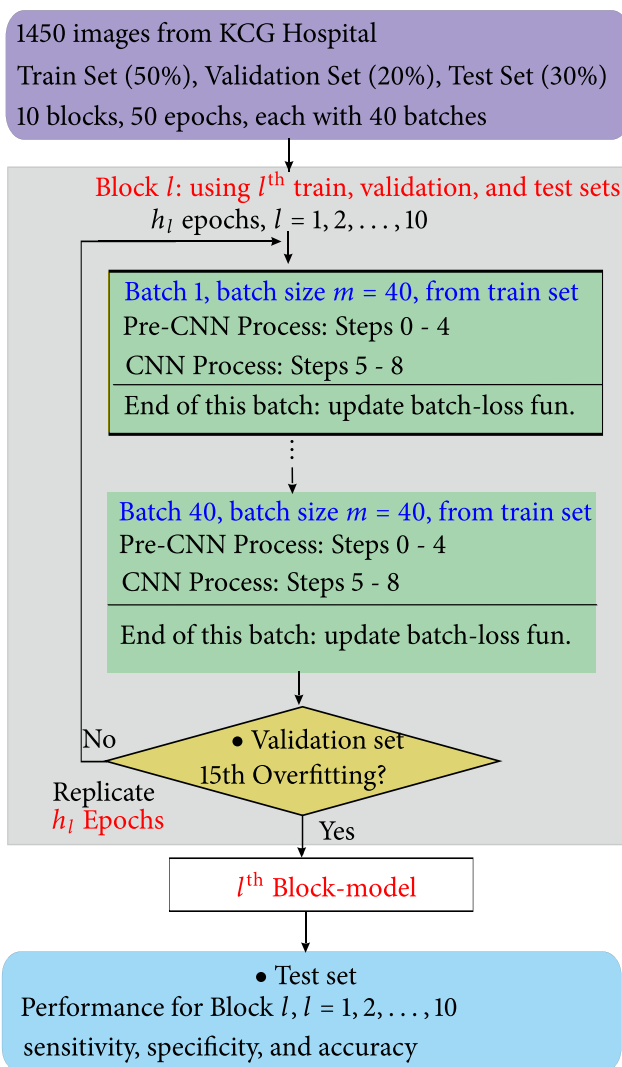 1450 images from KCG Hospital
Train Set (50%), Validation Set (20%), Test Set (30%)
10 blocks, 50 epochs, each with 40 batches
Block l: using lᵗʰ train, validation, and test sets
hₗ epochs, l = 1, 2, . . . , 10
Batch 1, batch size m = 40, from train set
Pre-CNN Process: Steps 0 - 4
CNN Process: Steps 5 - 8
End of this batch: update batch-loss fun.
Batch 40, batch size m = 40, from train set
Pre-CNN Process: Steps 0 - 4
CNN Process: Steps 5 - 8
End of this batch: update batch-loss fun.
No
• Validation set
15th Overfitting?
Replicate
hₗ Epochs
Yes
lᵗʰ Block-model
• Test set
Performance for Block l, l = 1, 2, . . . , 10
sensitivity, specificity, and accuracy